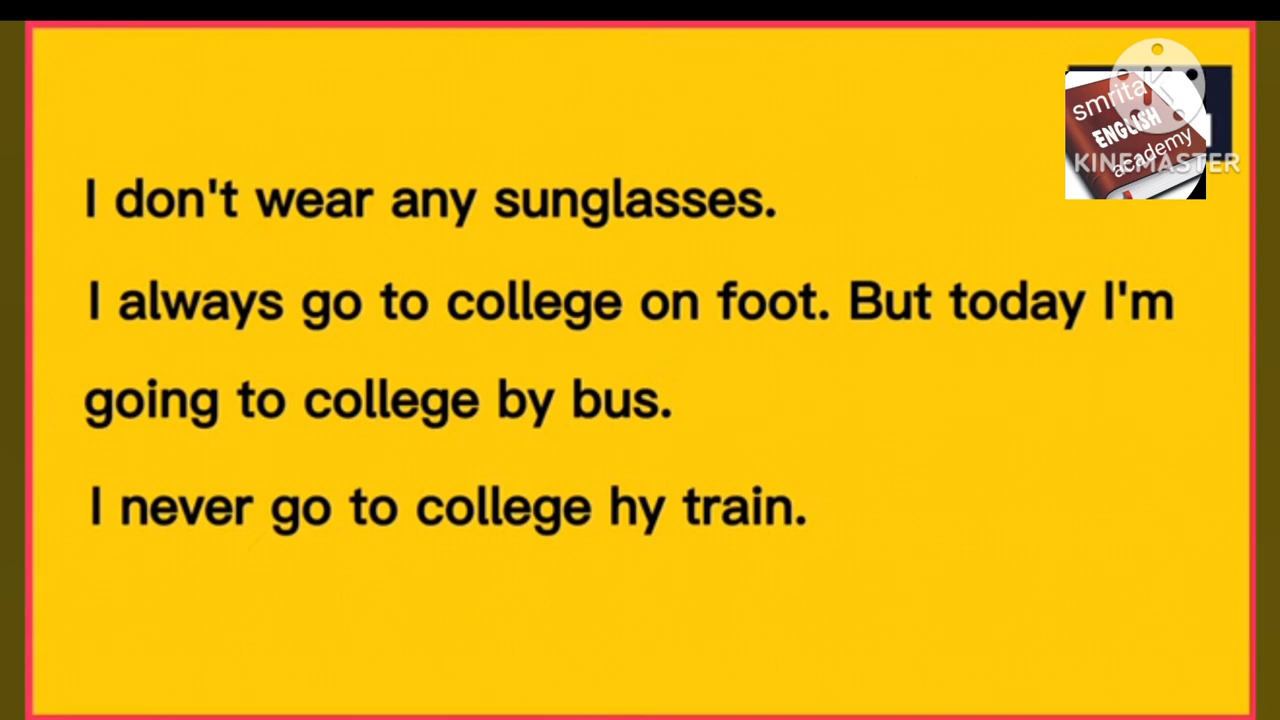 smrita
ENGLISH
academy
KINEMASTER
I don't wear any sunglasses.
I always go to college on foot. But today I'm
going to college by bus.
I never go to college hy train.